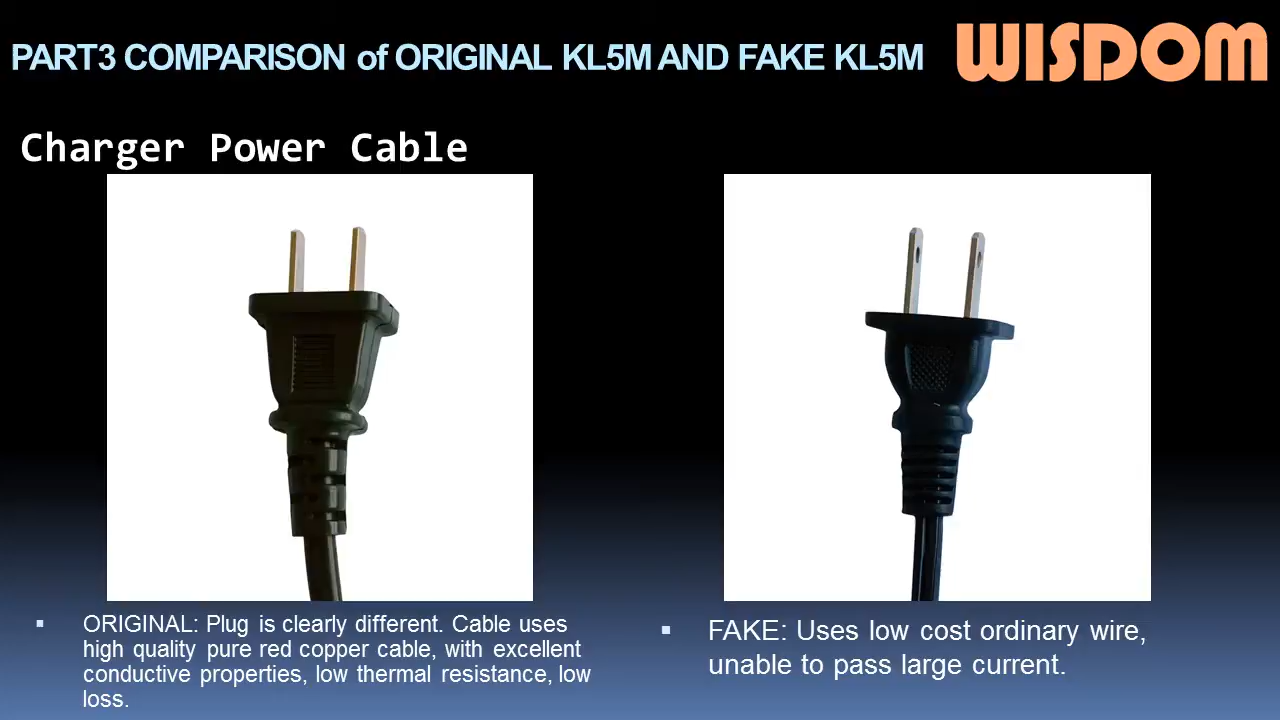 PART3 COMPARISON of ORIGINAL KL5M AND FAKE KL5M
WISDOM
Charger Power Cable
▪ ORIGINAL: Plug is clearly different. Cable uses
high quality pure red copper cable, with excellent
conductive properties, low thermal resistance, low
loss.
▪ FAKE: Uses low cost ordinary wire,
unable to pass large current.